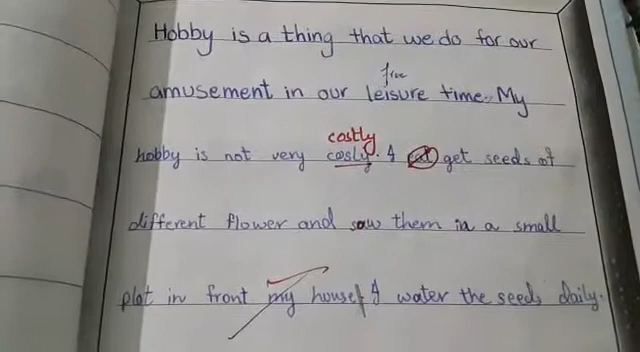 Hobby is a thing that we do for our
free
amusement in our leisure time. My
costly
hobby is not very cosly. I get seeds of
different flower and saw them in a small
plot in front my house I water the seeds daily.